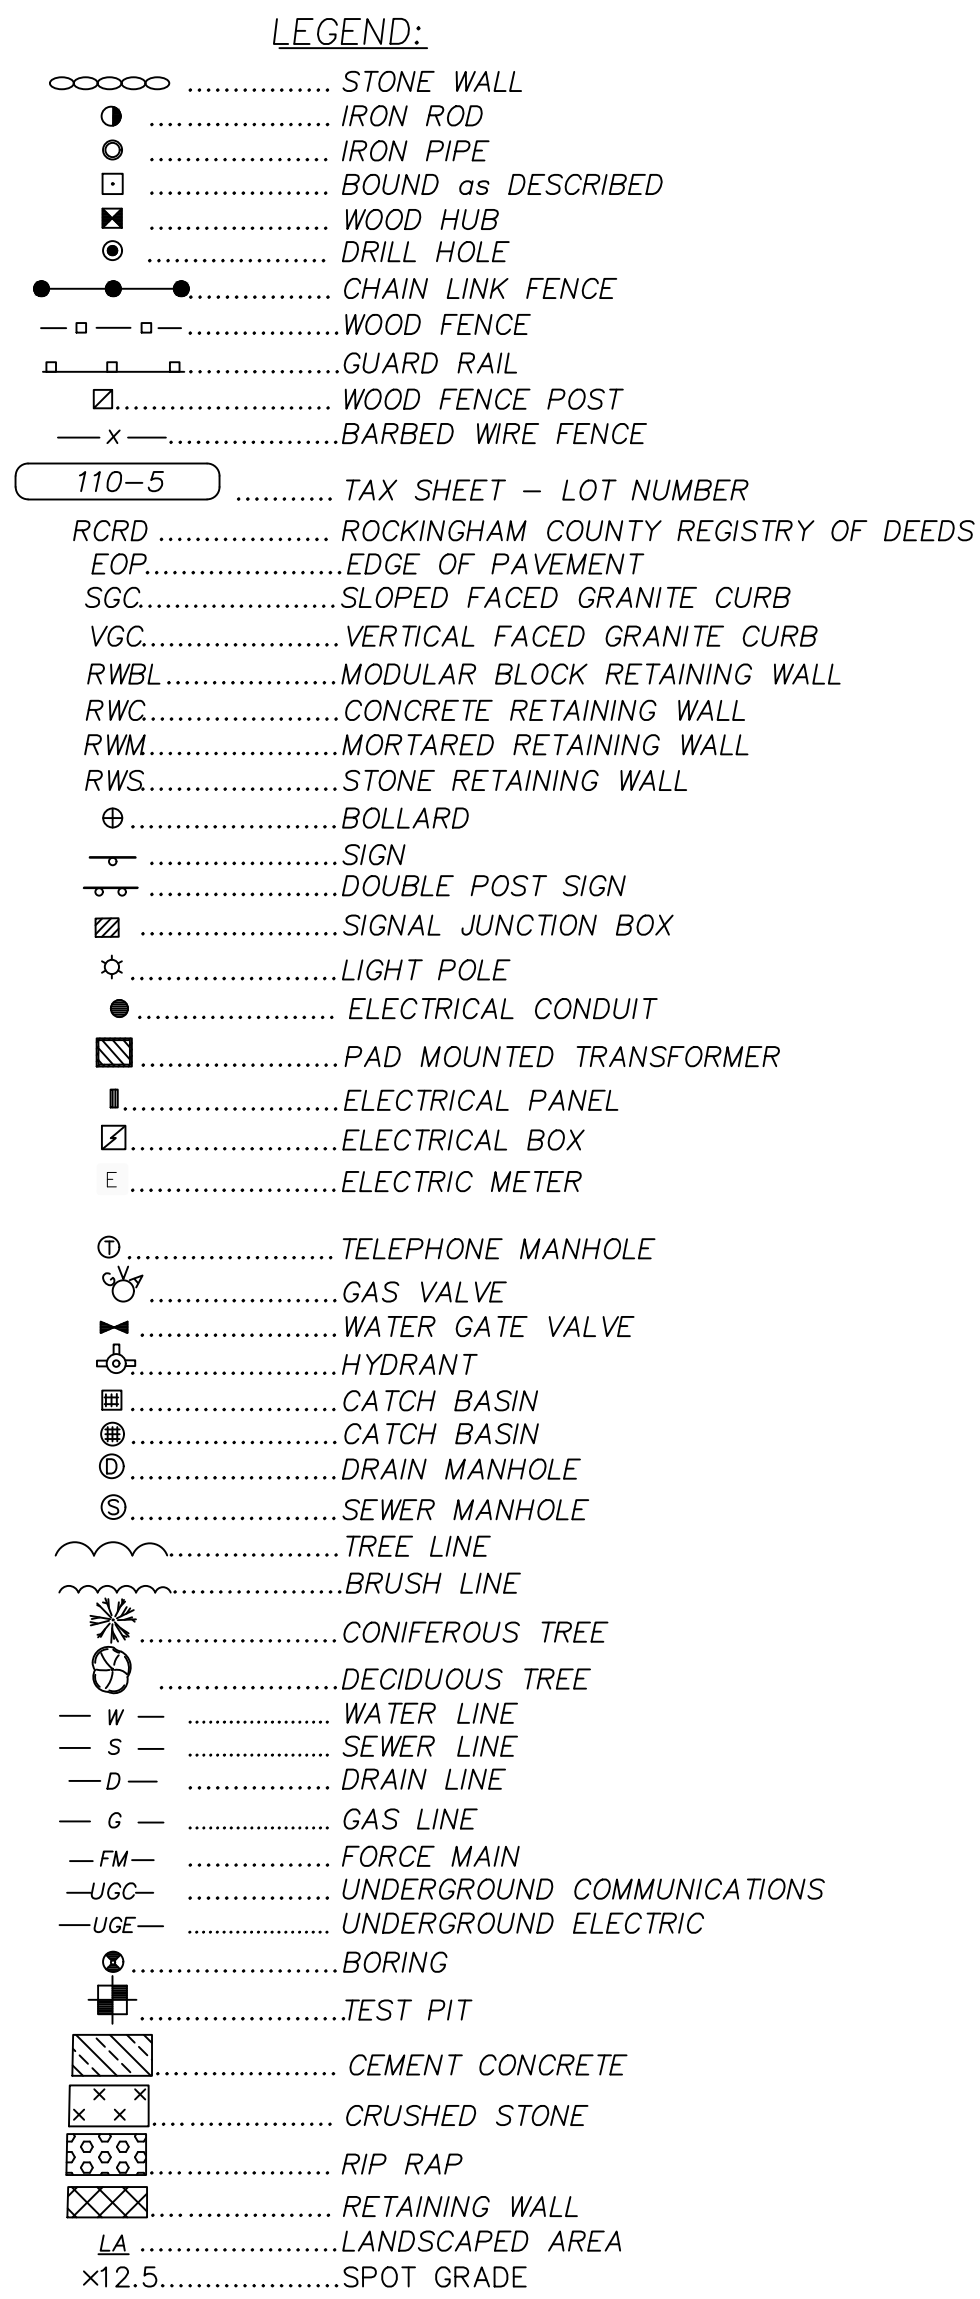 LEGEND:
................ STONE WALL
.................... IRON ROD
.................... IRON PIPE
.................... BOUND as DESCRIBED
.................... WOOD HUB
.................... DRILL HOLE
................ CHAIN LINK FENCE
.................WOOD FENCE
.................GUARD RAIL
........................ WOOD FENCE POST
X ...................BARBED WIRE FENCE
110-5 ........... TAX SHEET - LOT NUMBER
RCRD ................... ROCKINGHAM COUNTY REGISTRY OF DEEDS
EOP......................EDGE OF PAVEMENT
SGC......................SLOPED FACED GRANITE CURB
VGC......................VERTICAL FACED GRANITE CURB
RWBL...................MODULAR BLOCK RETAINING WALL
RWC......................CONCRETE RETAINING WALL
RWM.....................MORTARED RETAINING WALL
RWS......................STONE RETAINING WALL
.......................BOLLARD
.....................SIGN
.....................DOUBLE POST SIGN
......................SIGNAL JUNCTION BOX
.......................LIGHT POLE
...................... ELECTRICAL CONDUIT
...................... PAD MOUNTED TRANSFORMER
........................ELECTRICAL PANEL
.......................ELECTRICAL BOX
E .......................ELECTRIC METER
T ....................... TELEPHONE MANHOLE
GVA .....................GAS VALVE
......................WATER GATE VALVE
.......................HYDRANT
.......................CATCH BASIN
.......................CATCH BASIN
D .......................DRAIN MANHOLE
S .......................SEWER MANHOLE
...................TREE LINE
...................BRUSH LINE
......................CONIFEROUS TREE
....................DECIDUOUS TREE
W ...................... WATER LINE
S ...................... SEWER LINE
D ................ DRAIN LINE
G ...................... GAS LINE
FM ................ FORCE MAIN
UGC ................ UNDERGROUND COMMUNICATIONS
UGE ...................... UNDERGROUND ELECTRIC
.......................BORING
.......................TEST PIT
.................... CEMENT CONCRETE
.................... CRUSHED STONE
.................... RIP RAP
.................... RETAINING WALL
LA ......................LANDSCAPED AREA
×12.5....................SPOT GRADE